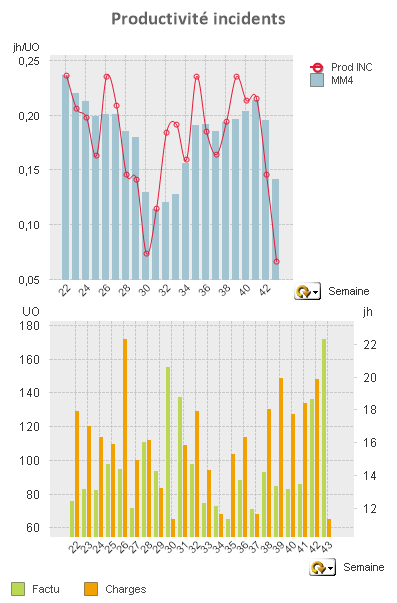 Productivité incidents
jh/UO
0,25
0,20
0,15
0,10
0,05
22 24 26 28 30 32 34 36 38 40 42
Prod INC
MM4
Semaine
UO
jh
180
160
140
120
100
80
60
22
20
18
16
14
12
22 23 24 25 26 27 28 29 30 31 32 33 34 35 36 37 38 39 40 41 42 43
Semaine
Factu Charges